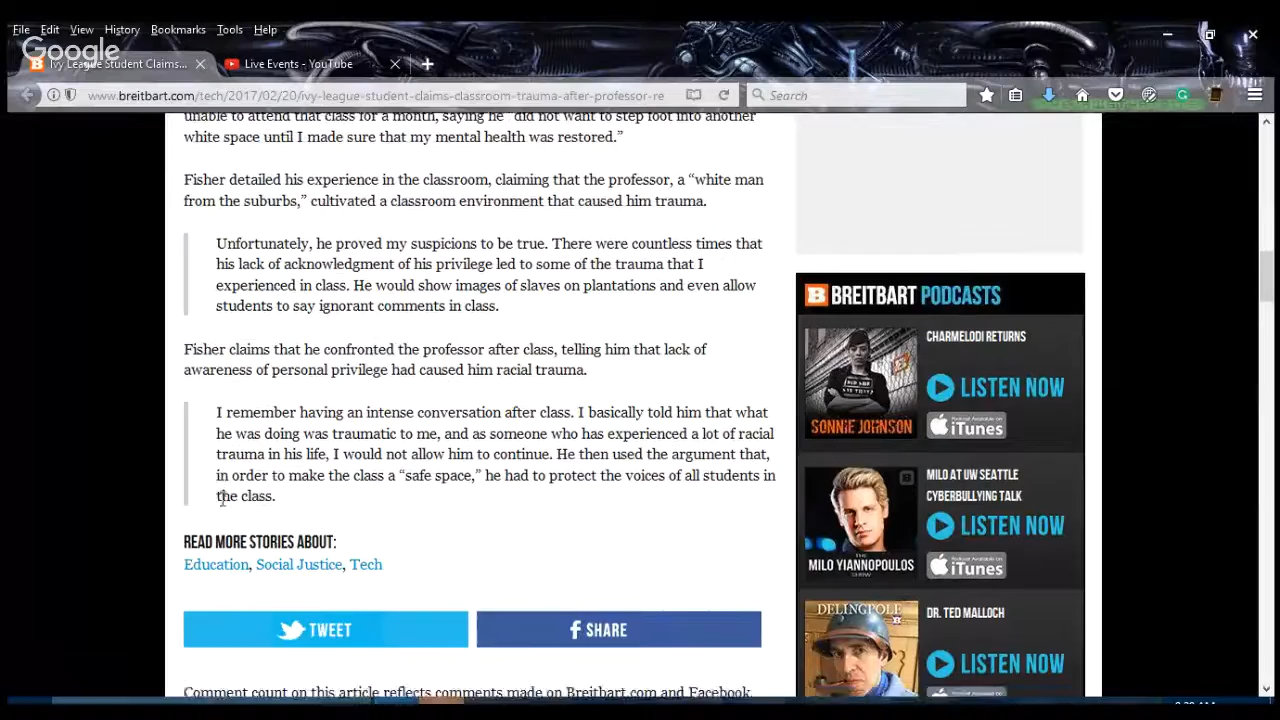 File Edit View History Bookmarks Tools Help
Google
Ivy League Student Claims...
Live Events - YouTube
www.breitbart.com/tech/2017/02/20/ivy-league-student-claims-classroom-trauma-after-professor-re
Search
unable to attend that class for a month, saying he "did not want to step foot into another
white space until I made sure that my mental health was restored."
Fisher detailed his experience in the classroom, claiming that the professor, a "white man
from the suburbs," cultivated a classroom environment that caused him trauma.
Unfortunately, he proved my suspicions to be true. There were countless times that
his lack of acknowledgment of his privilege led to some of the trauma that I
experienced in class. He would show images of slaves on plantations and even allow
students to say ignorant comments in class.
Fisher claims that he confronted the professor after class, telling him that lack of
awareness of personal privilege had caused him racial trauma.
I remember having an intense conversation after class. I basically told him that what
he was doing was traumatic to me, and as someone who has experienced a lot of racial
trauma in his life, I would not allow him to continue. He then used the argument that,
in order to make the class a "safe space," he had to protect the voices of all students in
the class.
READ MORE STORIES ABOUT:
Education, Social Justice, Tech
TWEET
SHARE
Comment count on this article reflects comments made on Breitbart.com and Facebook.
BREITBART PODCASTS
SONNIE JOHNSON
CHARMELODI RETURNS
LISTEN NOW
iTunes
MILO YIANNOPOULOS
MILO AT UW SEATTLE
CYBERBULLYING TALK
LISTEN NOW
iTunes
DELINGPOLE
DR. TED MALLOCH
LISTEN NOW